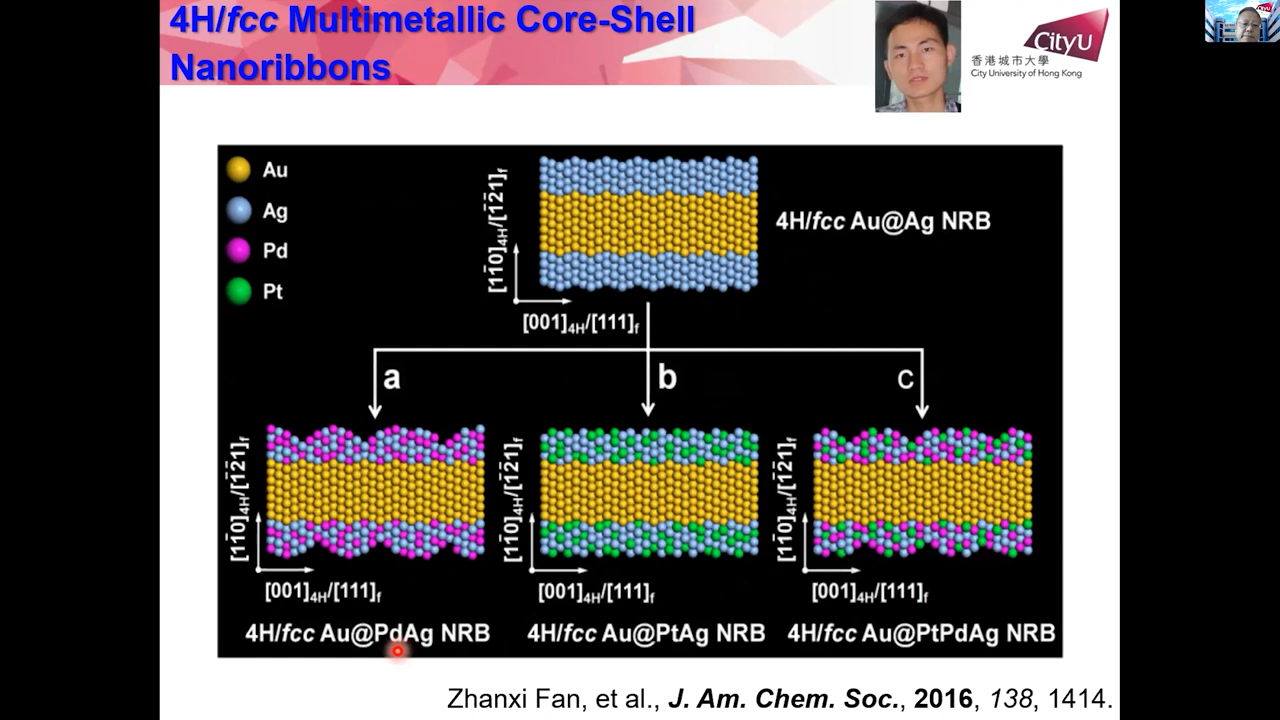 4H/fcc Multimetallic Core-Shell
Nanoribbons
CityU
香港城市大學
City University of Hong Kong
Au
Ag
Pd
Pt
[11̄0]4H/[1̄21]f
4H/fcc Au@Ag NRB
[001]4H/[111]f
a
b
c
[11̄0]4H/[1̄2̄1]f
[11̄0]4H/[1̄2̄1]f
[11̄0]4H/[1̄2̄1]f
[001]4H/[111]f
[001]4H/[111]f
[001]4H/[111]f
4H/fcc Au@PdAg NRB
4H/fcc Au@PtAg NRB
4H/fcc Au@PtPdAg NRB
Zhanxi Fan, et al., J. Am. Chem. Soc., 2016, 138, 1414.